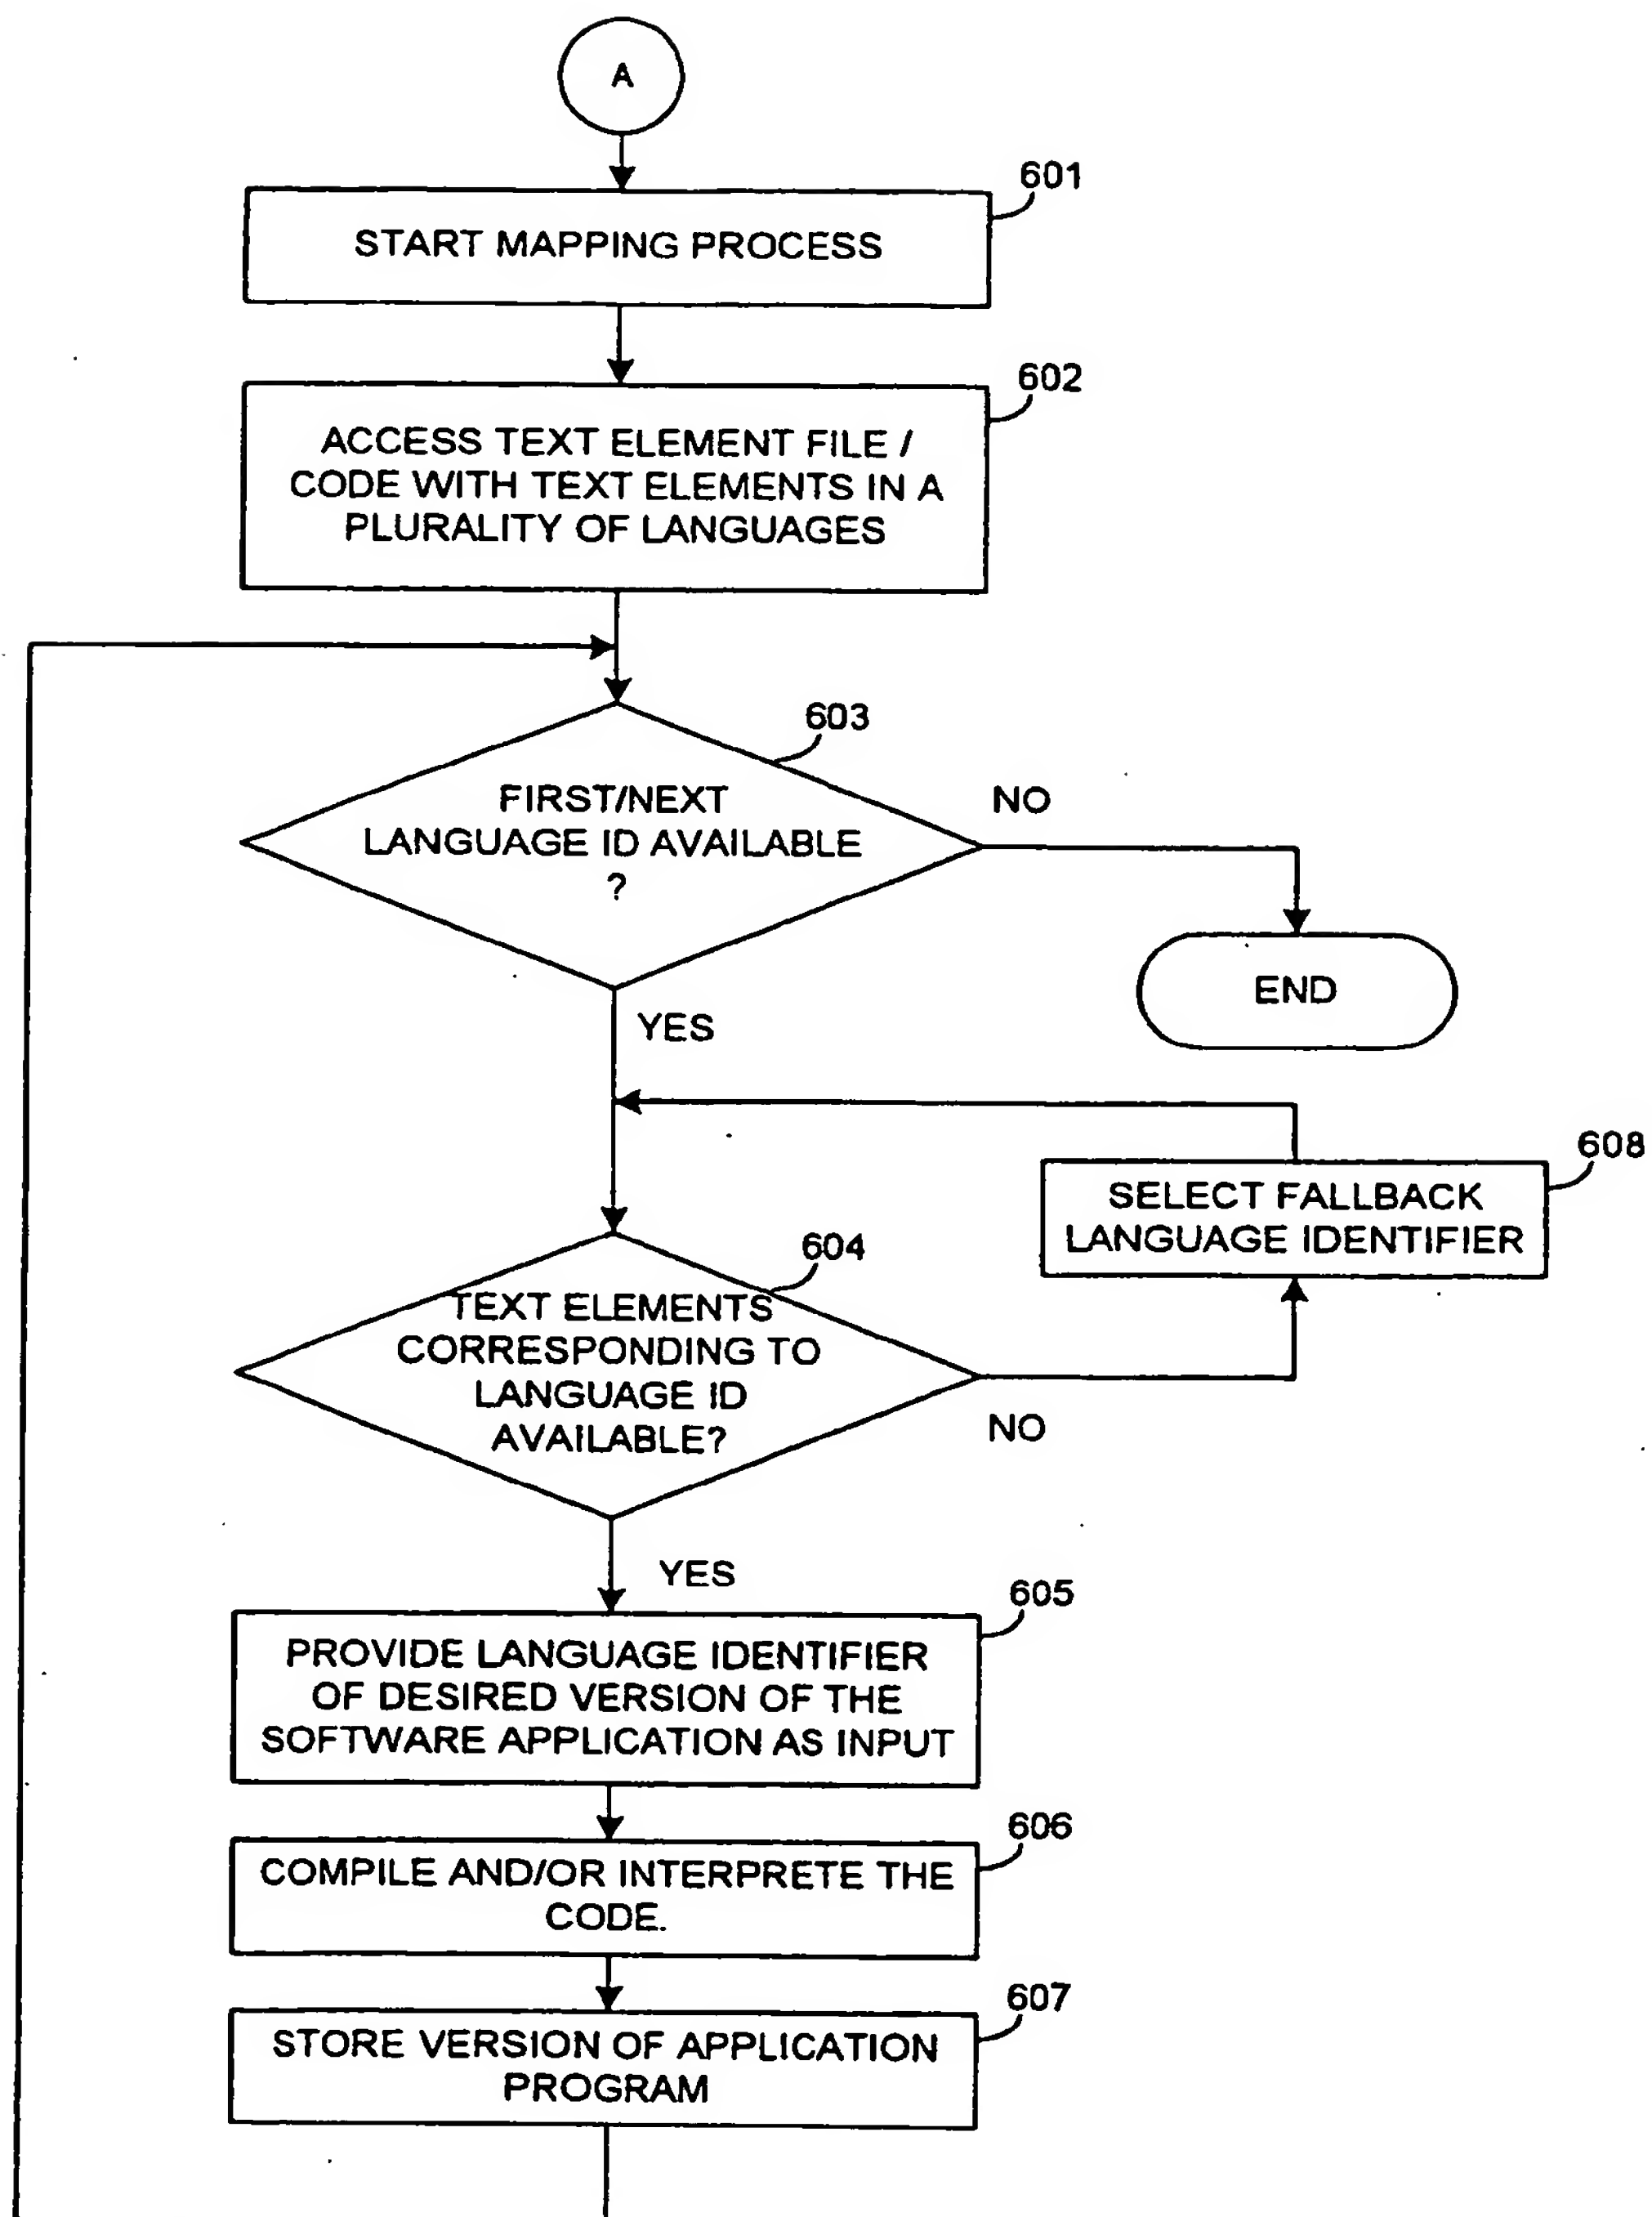 A
601
START MAPPING PROCESS
602
ACCESS TEXT ELEMENT FILE /
CODE WITH TEXT ELEMENTS IN A
PLURALITY OF LANGUAGES
603
FIRST/NEXT
LANGUAGE ID AVAILABLE
?
NO
END
YES
608
SELECT FALLBACK
LANGUAGE IDENTIFIER
604
TEXT ELEMENTS
CORRESPONDING TO
LANGUAGE ID
AVAILABLE?
NO
YES
605
PROVIDE LANGUAGE IDENTIFIER
OF DESIRED VERSION OF THE
SOFTWARE APPLICATION AS INPUT
606
COMPILE AND/OR INTERPRETE THE
CODE.
607
STORE VERSION OF APPLICATION
PROGRAM